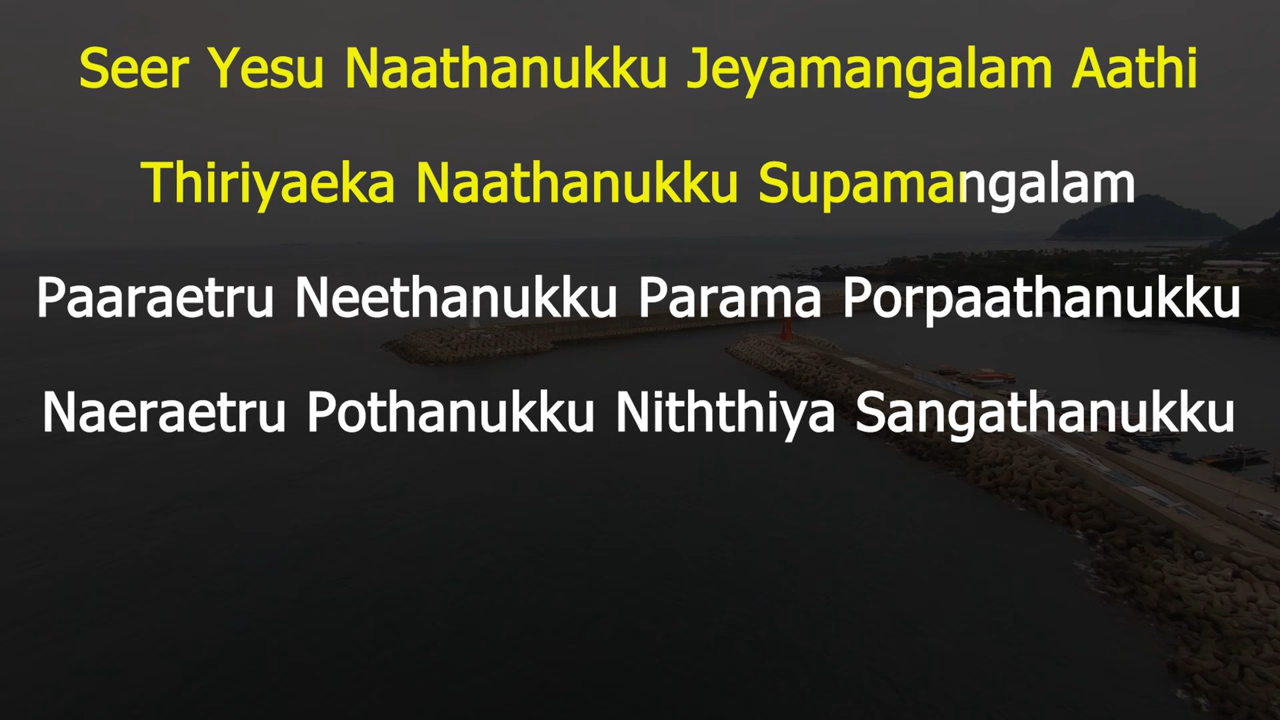 Seer Yesu Naathanukku Jeyamangalam Aathi
Thiriyaeka Naathanukku Supamangalam
Paaraetru Neethanukku Parama Porpaathanukku
Naeraetru Pothanukku Niththiya Sangathanukku